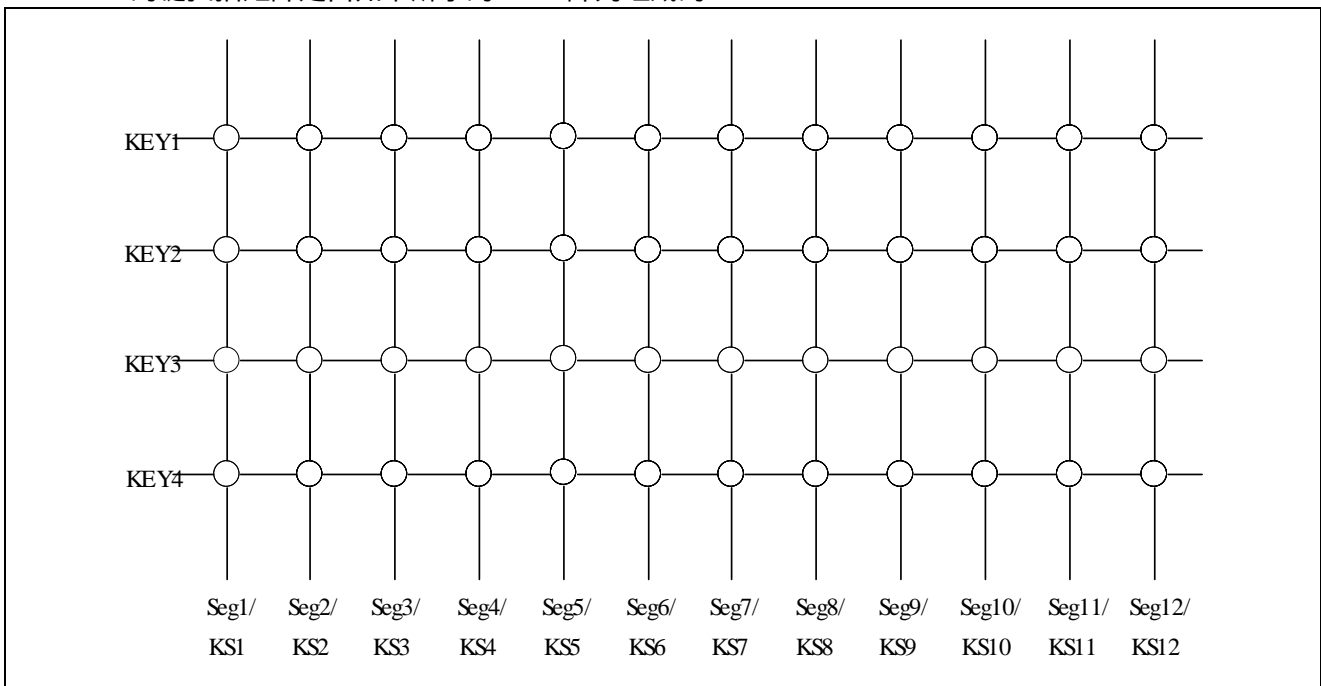 KEY1
KEY2
KEY3
KEY4
Seg1/ Seg2/ Seg3/ Seg4/ Seg5/ Seg6/ Seg7/ Seg8/ Seg9/ Seg10/ Seg11/ Seg12/
KS1 KS2 KS3 KS4 KS5 KS6 KS7 KS8 KS9 KS10 KS11 KS12